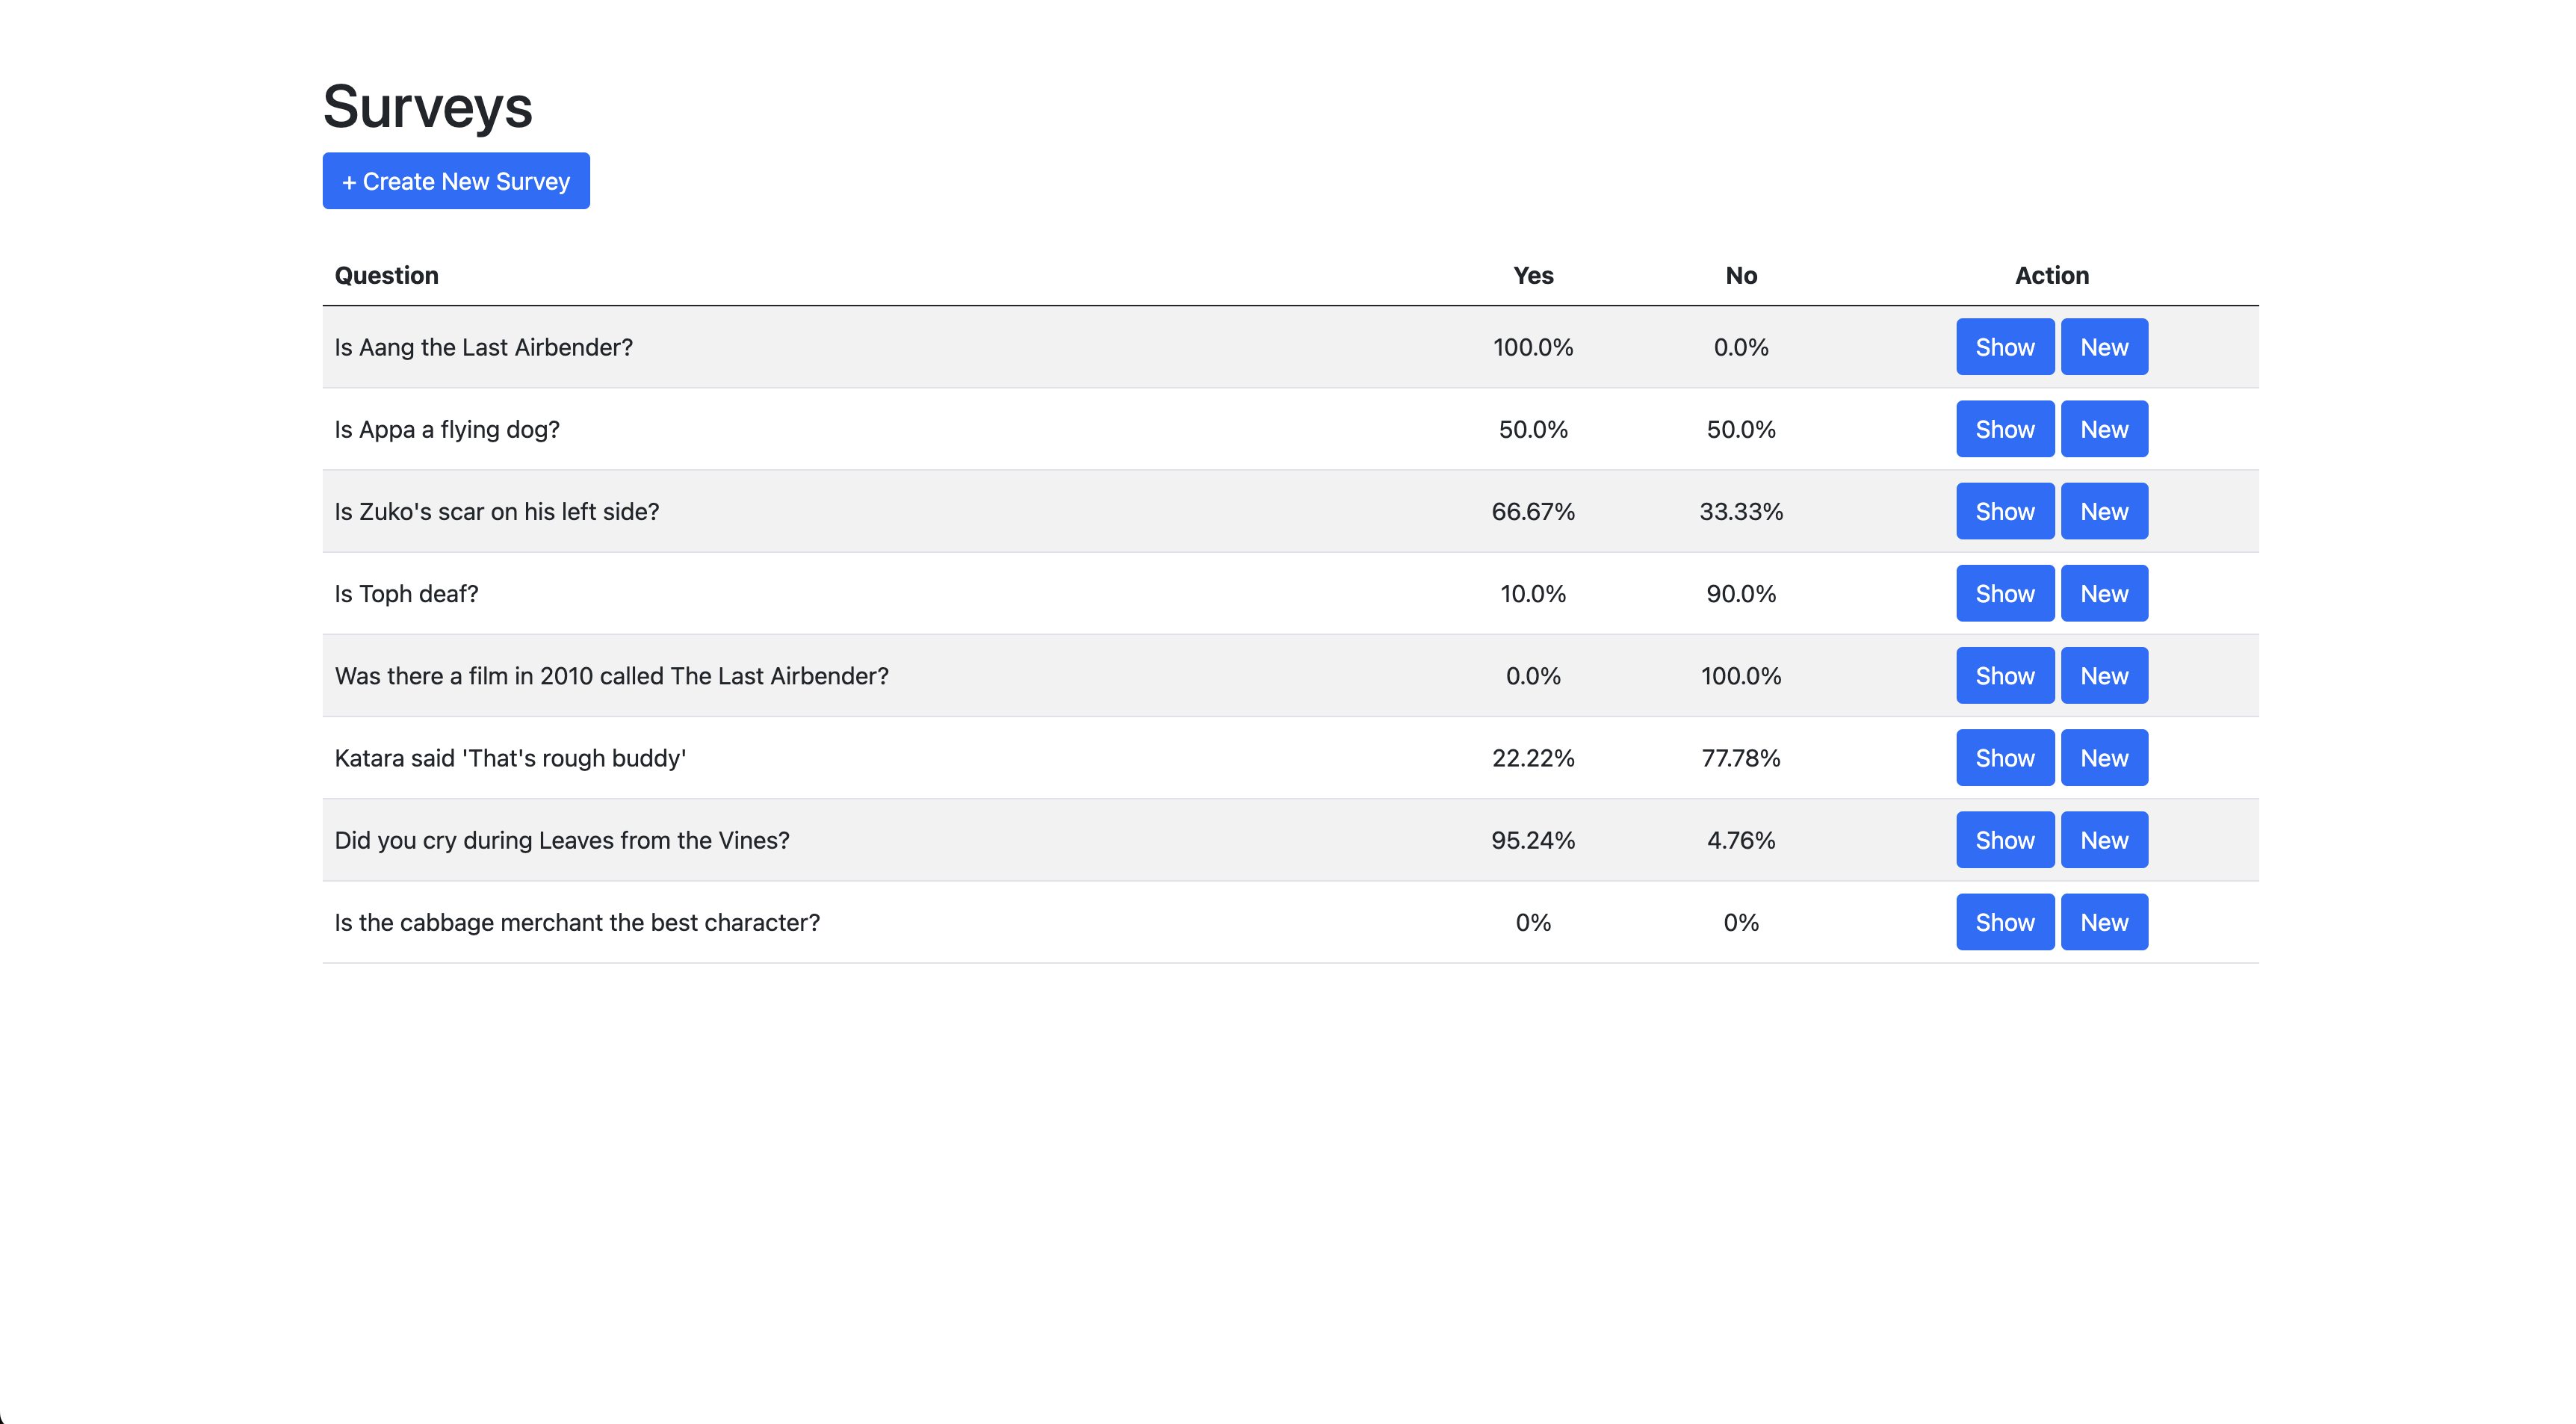 Surveys
+ Create New Survey
Question Yes No Action
Is Aang the Last Airbender? 100.0% 0.0% Show New
Is Appa a flying dog? 50.0% 50.0% Show New
Is Zuko's scar on his left side? 66.67% 33.33% Show New
Is Toph deaf? 10.0% 90.0% Show New
Was there a film in 2010 called The Last Airbender? 0.0% 100.0% Show New
Katara said 'That's rough buddy' 22.22% 77.78% Show New
Did you cry during Leaves from the Vines? 95.24% 4.76% Show New
Is the cabbage merchant the best character? 0% 0% Show New